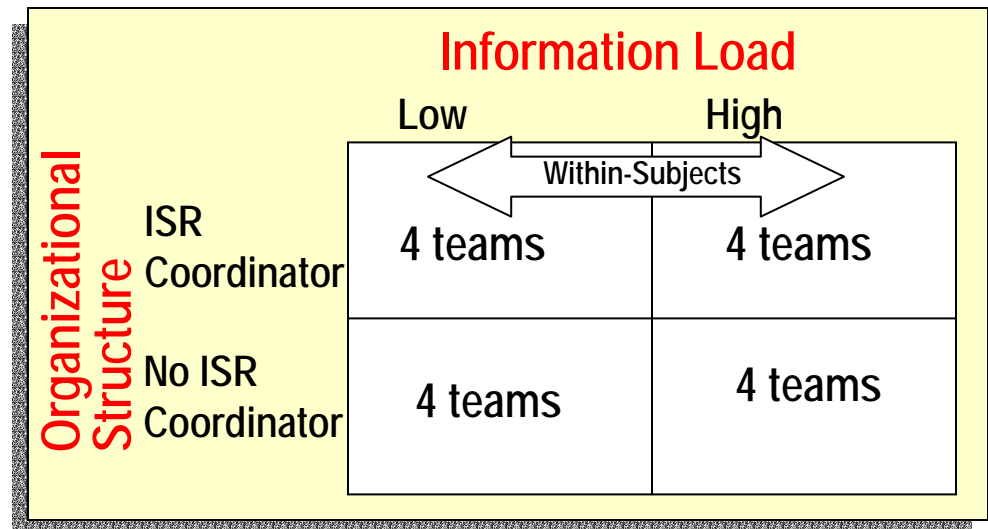 Information Load
Low High
Within-Subjects
Organizational
Structure
ISR
Coordinator
4 teams 4 teams
No ISR
Coordinator
4 teams 4 teams